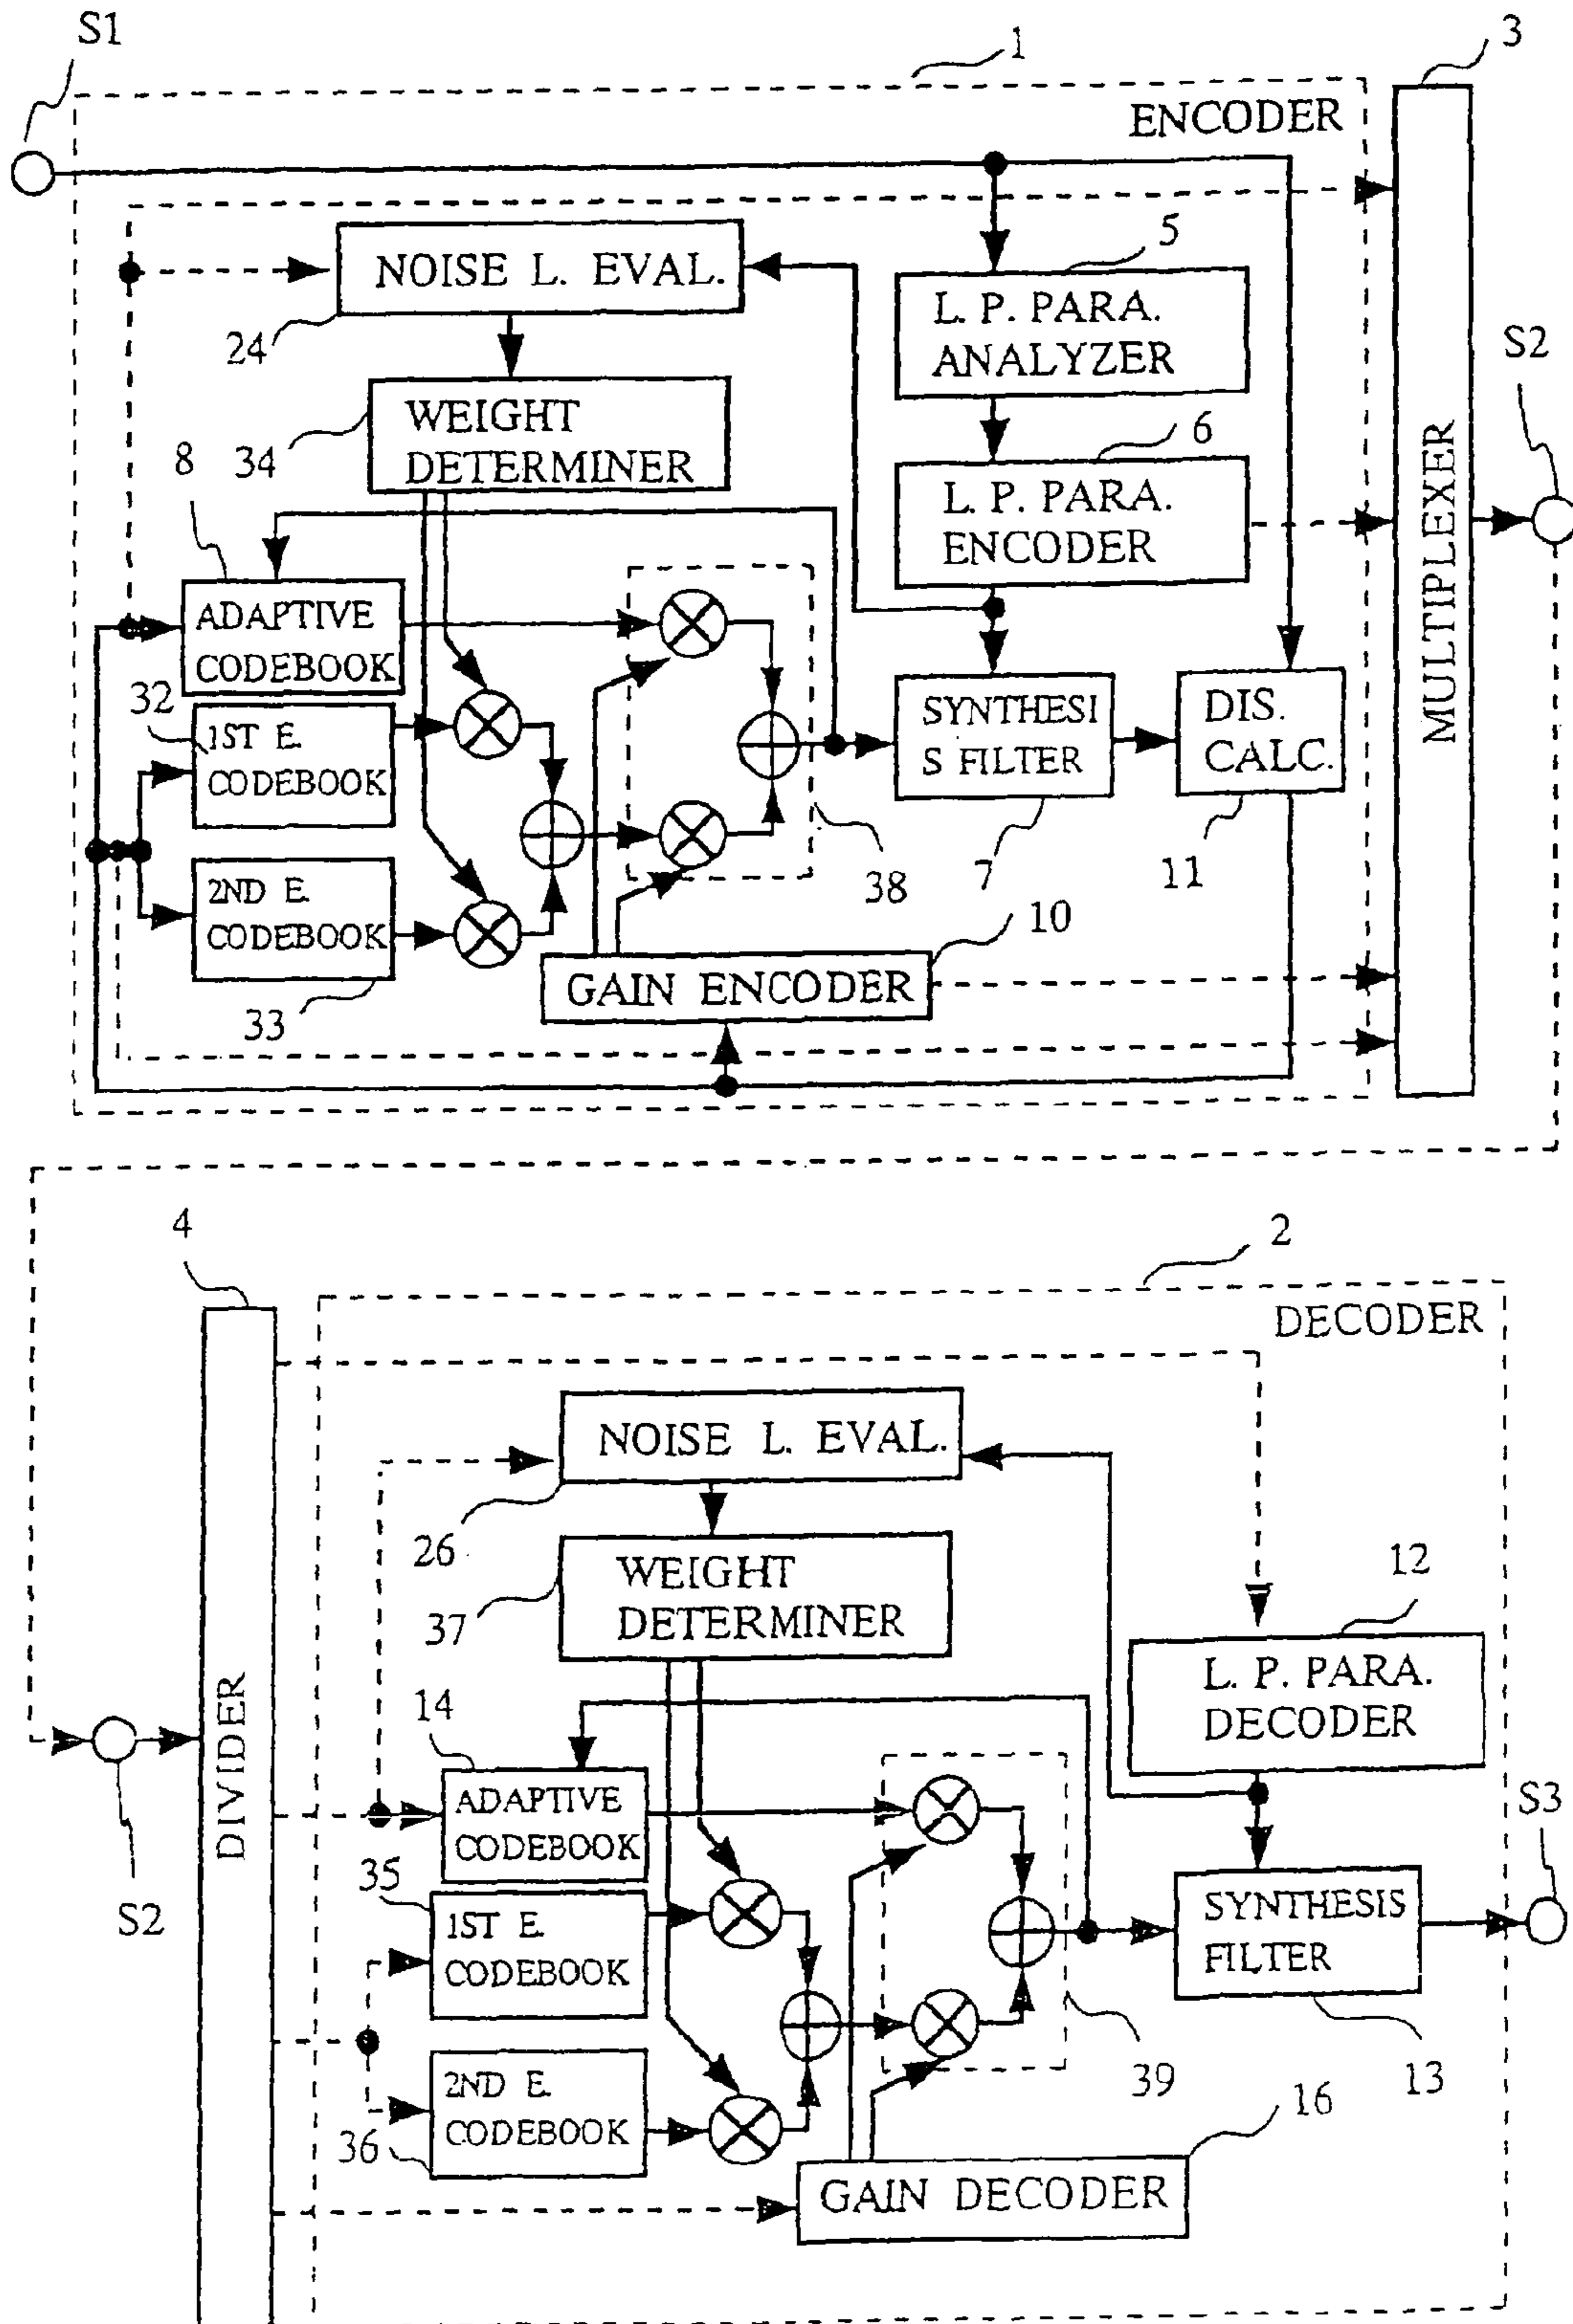 S1
1
3
ENCODER
NOISE L. EVAL.
5
24
L. P. PARA.
ANALYZER
S2
WEIGHT
DETERMINER
34
8
6
L. P. PARA.
ENCODER
MULTIPLEXER
ADAPTIVE
CODEBOOK
32
1ST E.
CODEBOOK
SYNTHESI
S FILTER
DIS.
CALC.
2ND E.
CODEBOOK
38
7
11
10
GAIN ENCODER
33
4
2
DECODER
NOISE L. EVAL.
26
WEIGHT
DETERMINER
37
12
L. P. PARA.
DECODER
14
DIVIDER
ADAPTIVE
CODEBOOK
S3
35
S2
1ST E.
CODEBOOK
SYNTHESIS
FILTER
2ND E.
CODEBOOK
39
13
16
36
GAIN DECODER